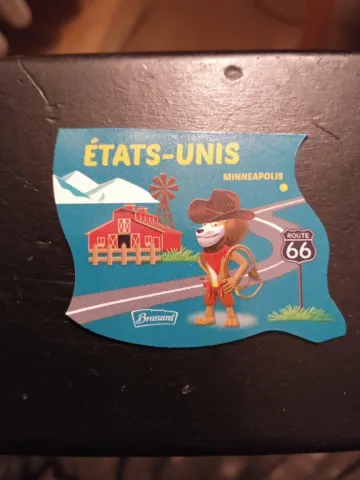 ÉTATS-UNIS
MINNEAPOLIS
ROUTE
66
Brossard